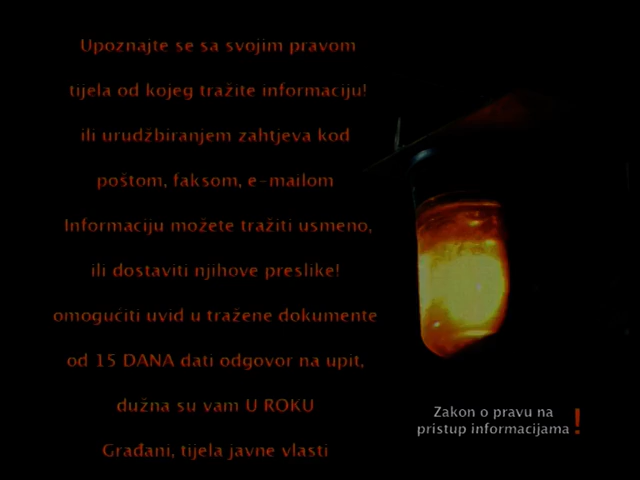 Upoznajte se sa svojim pravom
tijela od kojeg tražite informaciju!
ili urudžbiranjem zahtjeva kod
poštom, faksom, e-mailom
Informaciju možete tražiti usmeno,
ili dostaviti njihove preslike!
omogućiti uvid u tražene dokumente
od 15 DANA dati odgovor na upit,
dužna su vam U ROKU
Građani, tijela javne vlasti
Zakon o pravu na
pristup informacijama !